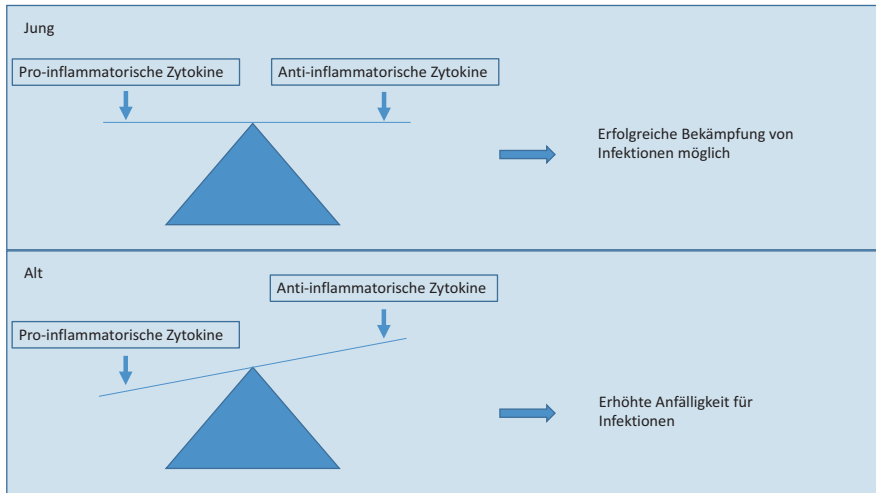 Jung
Pro-inflammatorische Zytokine
Anti-inflammatorische Zytokine
Erfolgreiche Bekämpfung von
Infektionen möglich
Alt
Anti-inflammatorische Zytokine
Pro-inflammatorische Zytokine
Erhöhte Anfälligkeit für
Infektionen